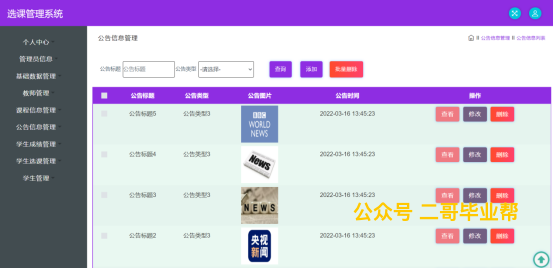 选课管理系统
个人中心
管理员信息
基础数据管理
教师管理
课程信息管理
公告信息管理
学生成绩管理
学生选课管理
学生管理
公告信息管理
公告信息管理 公告信息列表
公告标题 公告标题 公告类型 -请选择- 查询 添加 批量删除
公告标题 公告类型 公告图片 公告时间 操作
公告标题5 公告类型3 BBC WORLD NEWS 2022-03-16 13:45:23 查看 修改 删除
公告标题4 公告类型3 News 2022-03-16 13:45:23 查看 修改 删除
公告标题3 公告类型3 NEWS 2022-03-16 13:45:23 查看 修改 删除
公众号 二哥毕业帮
公告标题2 公告类型3 央视新闻 2022-03-16 13:45:23 查看 修改 删除